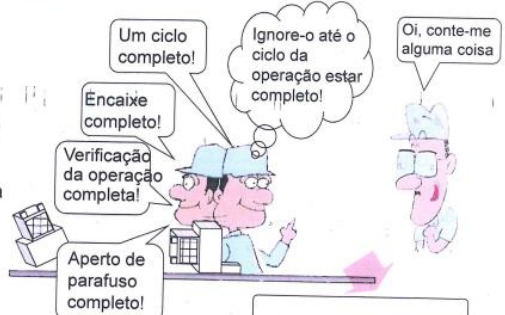 Um ciclo
completo!
Ignore-o até o
ciclo da
operação estar
completo!
Oi, conte-me
alguma coisa
Encaixe
completo!
Verificação
da operação
completa!
Aperto de
parafuso
completo!